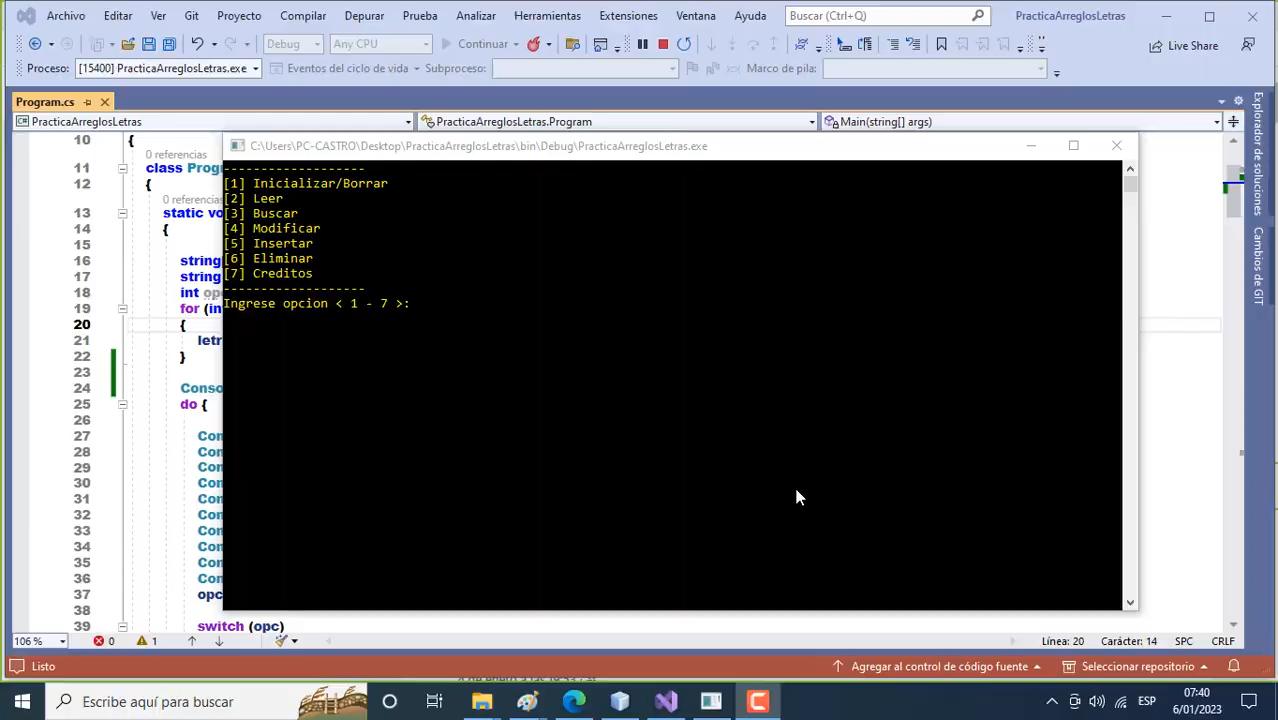 Archivo Editar Ver Git Proyecto Compilar Depurar Prueba Analizar Herramientas Extensiones Ventana Ayuda Buscar (Ctrl+Q) PracticaArreglosLetras
Debug Any CPU Continuar Live Share
Proceso: [15400] PracticaArreglosLetras.exe Eventos del ciclo de vida Subproceso: Marco de pila:
Program.cs
PracticaArreglosLetras PracticaArreglosLetras.Program Main(string[] args)
10 {
C:\Users\PC-CASTRO\Desktop\PracticaArreglosLetras\bin\Debug\PracticaArreglosLetras.exe
0 referencias
11 class Progr
12 {
0 referencias
13 static vo
14 {
15
16 string
17 string
18 int opc
19 for (in
20 {
21 letr
22 }
23
24 Conso
25 do {
26
27 Con
28 Con
29 Con
30 Con
31 Con
32 Con
33 Con
34 Con
35 Con
36 Con
37 opc
38
39 switch (opc)
-------------------
[1] Inicializar/Borrar
[2] Leer
[3] Buscar
[4] Modificar
[5] Insertar
[6] Eliminar
[7] Creditos
-------------------
Ingrese opcion < 1 - 7 >:
Explorador de soluciones
Cambios de GIT
106 % 0 1 Línea: 20 Carácter: 14 SPC CRLF
Listo Agregar al control de código fuente Seleccionar repositorio
Escribe aquí para buscar ESP 07:40
6/01/2023